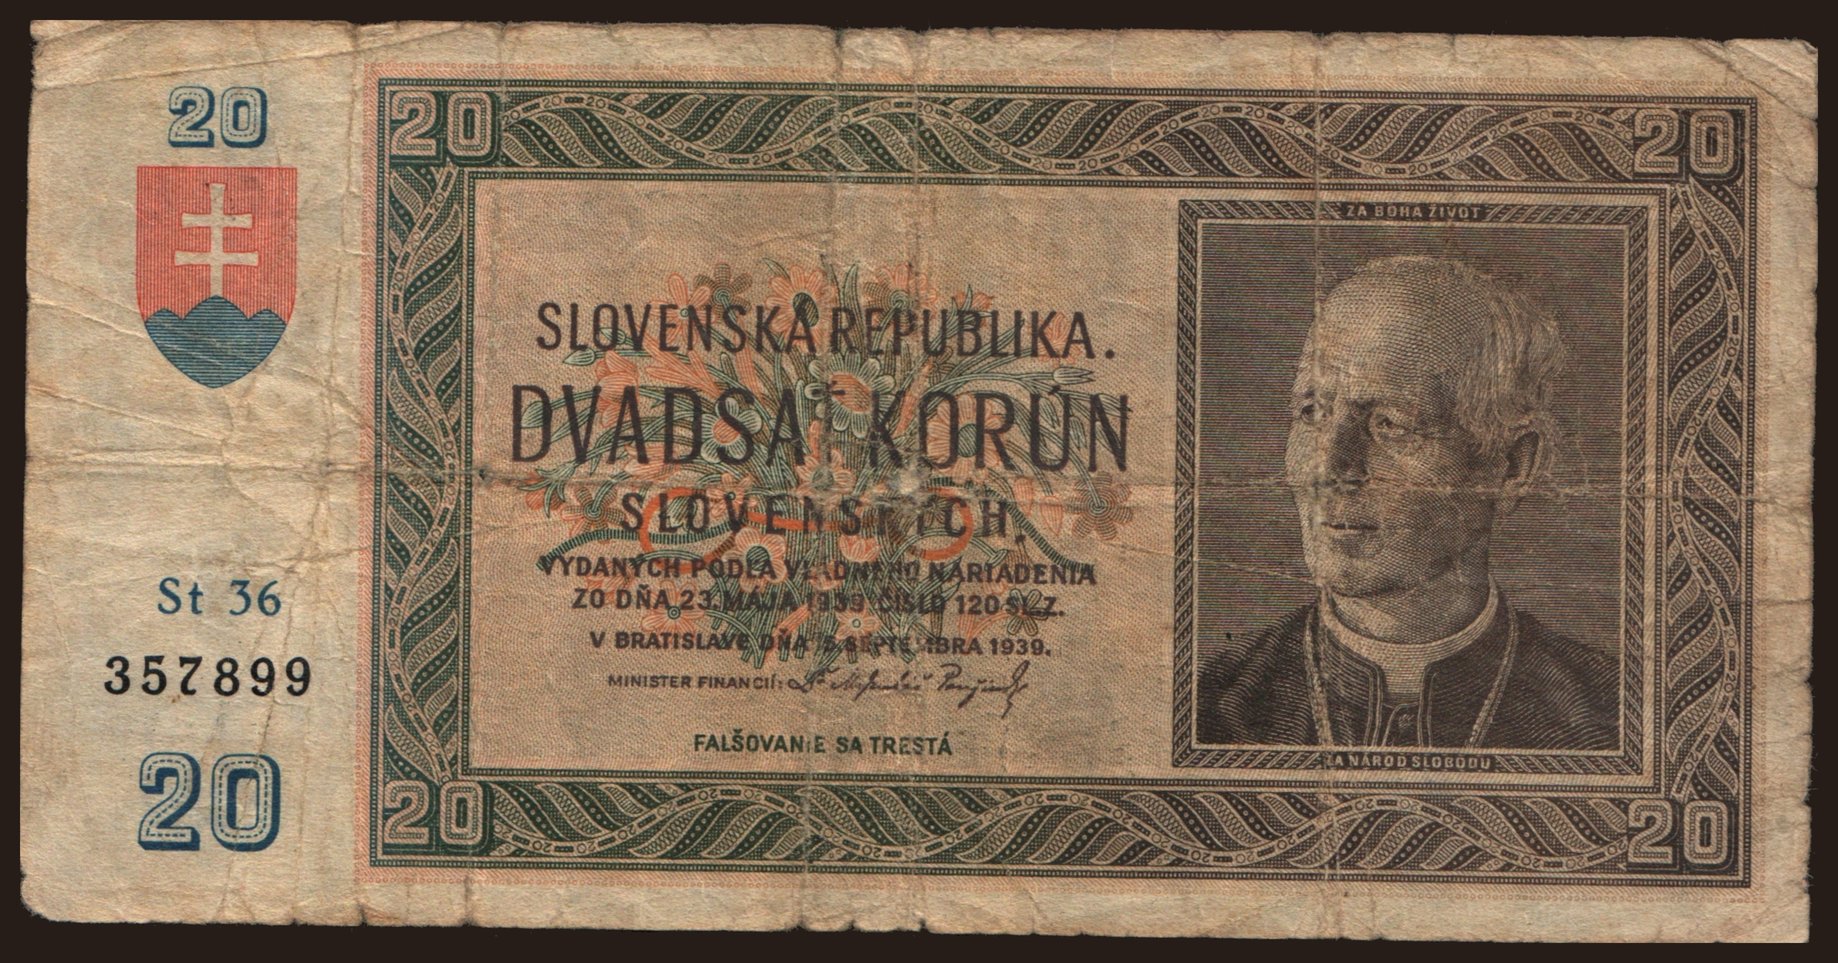 20
20
20
ZA BOHA ŽIVOT
SLOVENSKÁ REPUBLIKA.
DVADSAŤ KORÚN
SLOVENSKÝCH.
VYDANÝCH PODĽA VLÁDNEHO NARIADENIA
ZO DŇA 23. MÁJA 1939 ČÍSLO 120 SL. Z.
V BRATISLAVE DŇA 15. SEPTEMBRA 1939.
MINISTER FINANCIÍ:
FALŠOVANIE SA TRESTÁ
St 36
357899
20
ZA NÁROD SLOBODU
20
20